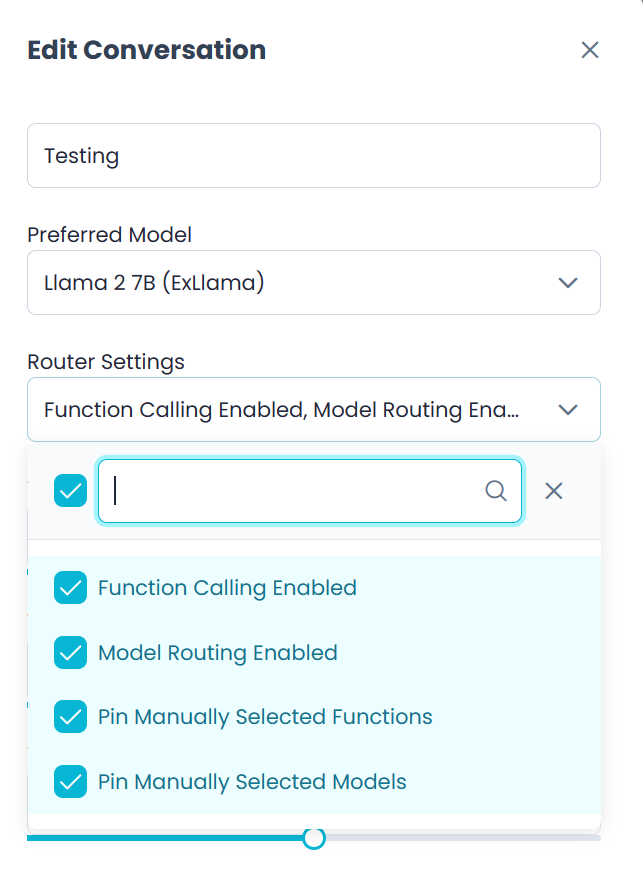 Edit Conversation
Testing
Preferred Model
Llama 2 7B (ExLlama)
Router Settings
Function Calling Enabled, Model Routing Ena...
Function Calling Enabled
Model Routing Enabled
Pin Manually Selected Functions
Pin Manually Selected Models